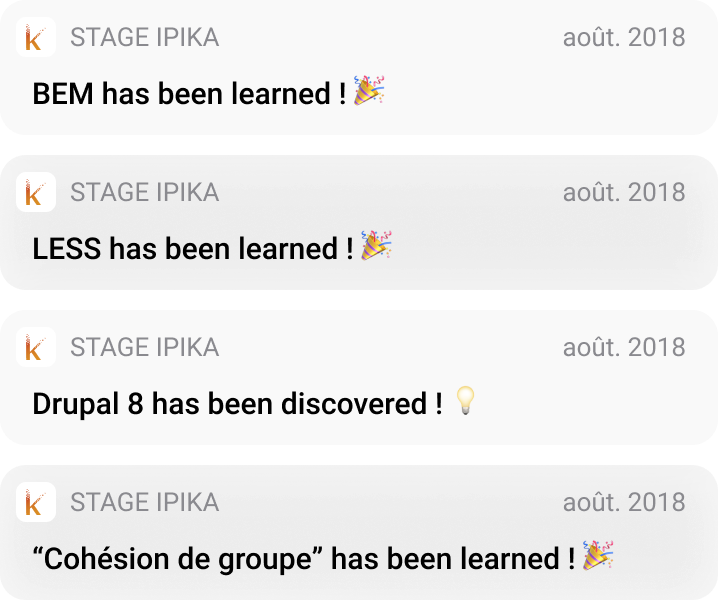 STAGE IPIKA août. 2018
BEM has been learned ! 🎉
STAGE IPIKA août. 2018
LESS has been learned ! 🎉
STAGE IPIKA août. 2018
Drupal 8 has been discovered ! 💡
STAGE IPIKA août. 2018
“Cohésion de groupe” has been learned ! 🎉